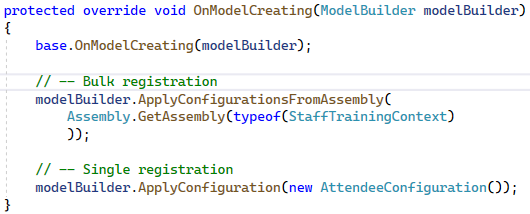 protected override void OnModelCreating(ModelBuilder modelBuilder)
{
    base.OnModelCreating(modelBuilder);

    // -- Bulk registration
    modelBuilder.ApplyConfigurationsFromAssembly(
        Assembly.GetAssembly(typeof(StaffTrainingContext)
        ));

    // -- Single registration
    modelBuilder.ApplyConfiguration(new AttendeeConfiguration());
}